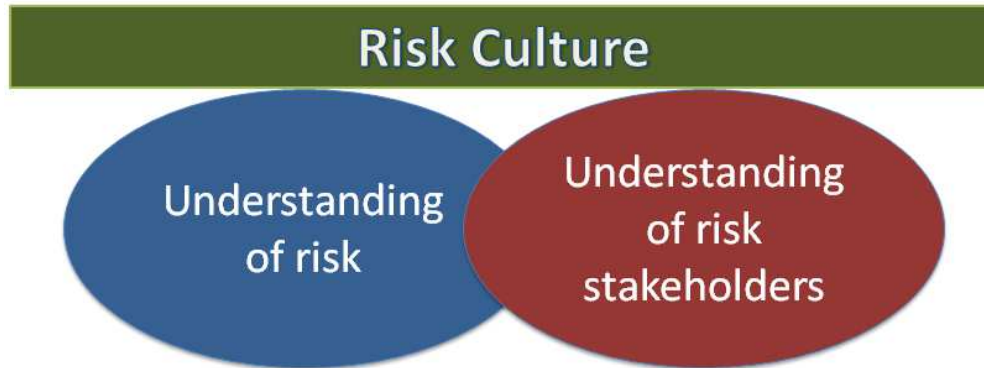 Risk Culture
Understanding
of risk
Understanding
of risk
stakeholders